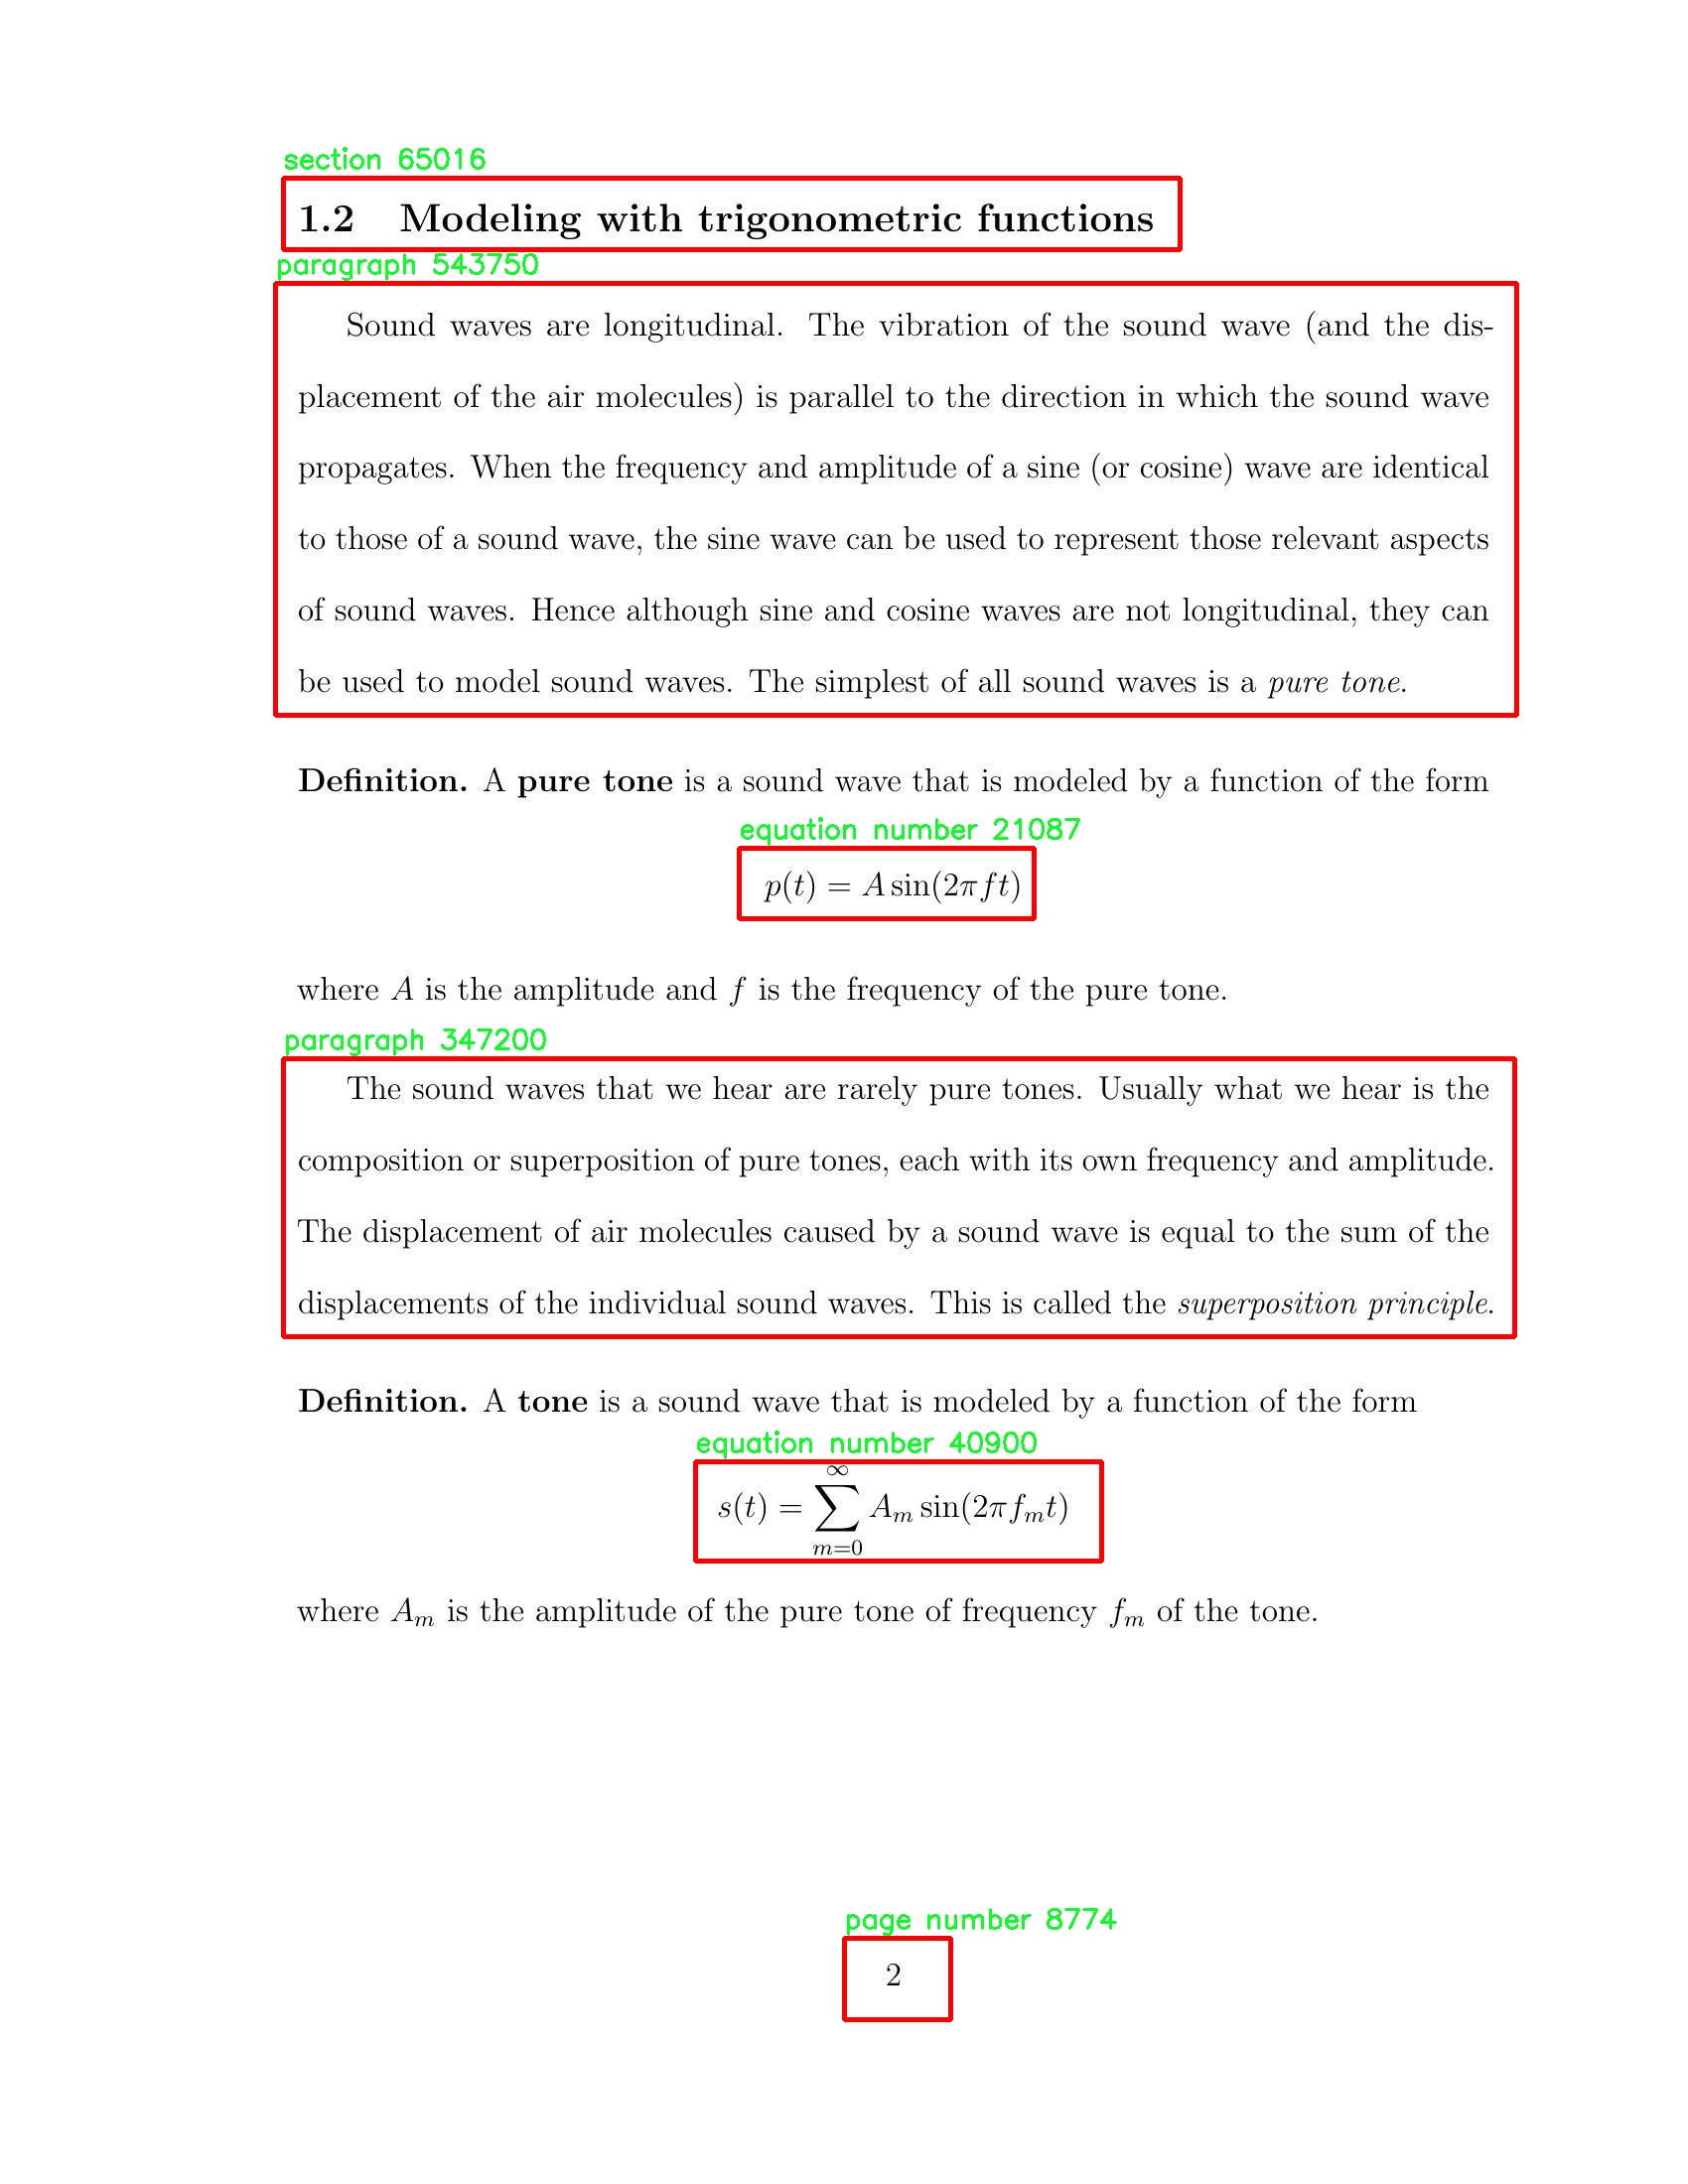 section 65016
1.2 Modeling with trigonometric functions
paragraph 543750
Sound waves are longitudinal. The vibration of the sound wave (and the dis-
placement of the air molecules) is parallel to the direction in which the sound wave
propagates. When the frequency and amplitude of a sine (or cosine) wave are identical
to those of a sound wave, the sine wave can be used to represent those relevant aspects
of sound waves. Hence although sine and cosine waves are not longitudinal, they can
be used to model sound waves. The simplest of all sound waves is a pure tone.
Definition. A pure tone is a sound wave that is modeled by a function of the form
equation number 21087
p(t) = A sin(2πft)
where A is the amplitude and f is the frequency of the pure tone.
paragraph 347200
The sound waves that we hear are rarely pure tones. Usually what we hear is the
composition or superposition of pure tones, each with its own frequency and amplitude.
The displacement of air molecules caused by a sound wave is equal to the sum of the
displacements of the individual sound waves. This is called the superposition principle.
Definition. A tone is a sound wave that is modeled by a function of the form
equation number 40900
s(t) = ∑_{m=0}^{∞} A_m sin(2πf_m t)
where A_m is the amplitude of the pure tone of frequency f_m of the tone.
page number 8774
2